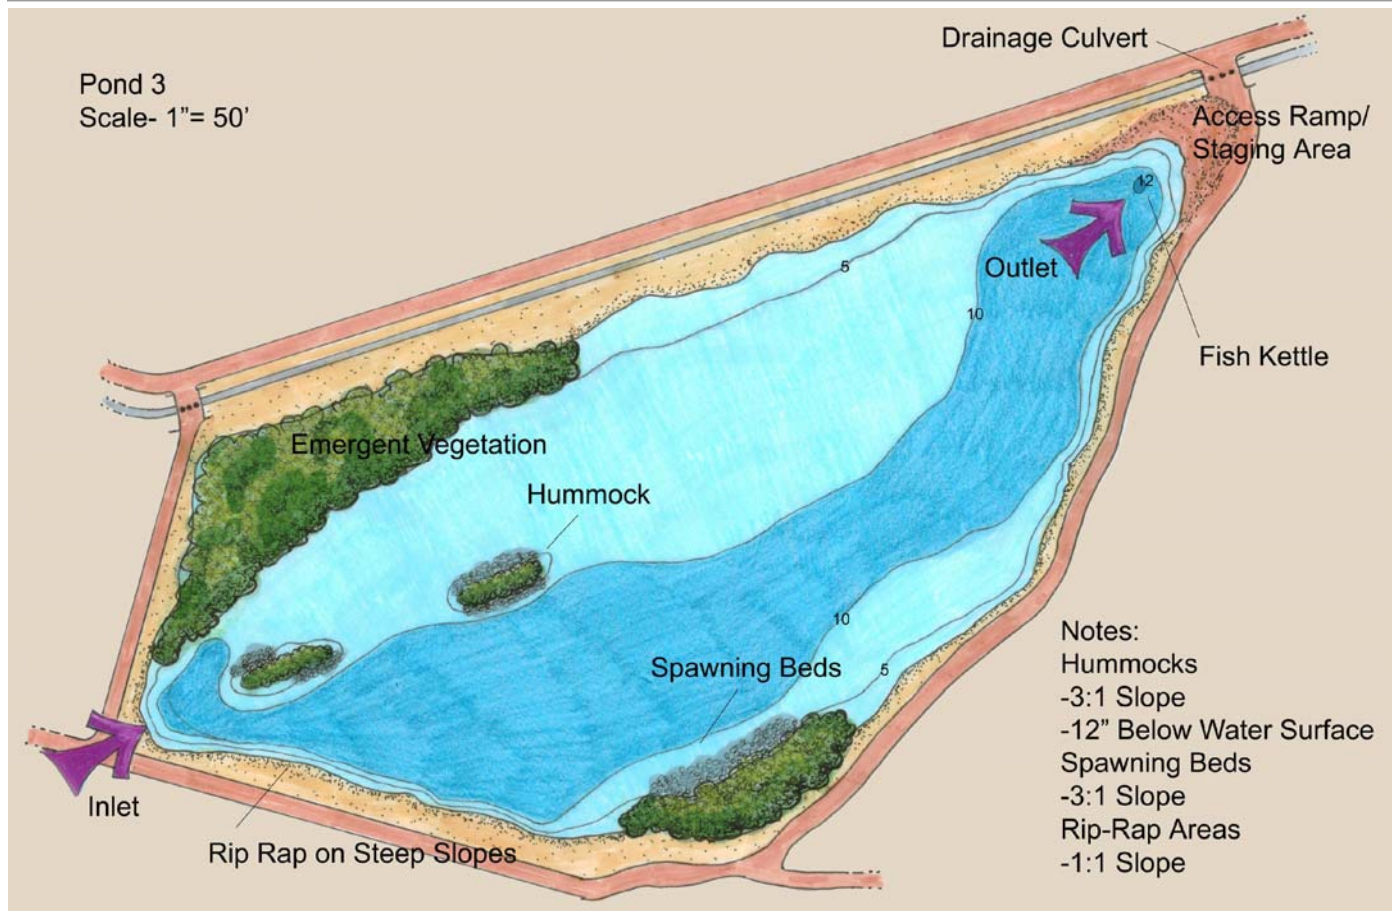 Drainage Culvert
Pond 3
Scale- 1”= 50’
Access Ramp/
Staging Area
12
5
Outlet
10
Fish Kettle
Emergent Vegetation
Hummock
10
Spawning Beds
5
Inlet
Rip Rap on Steep Slopes
Notes:
Hummocks
-3:1 Slope
-12” Below Water Surface
Spawning Beds
-3:1 Slope
Rip-Rap Areas
-1:1 Slope